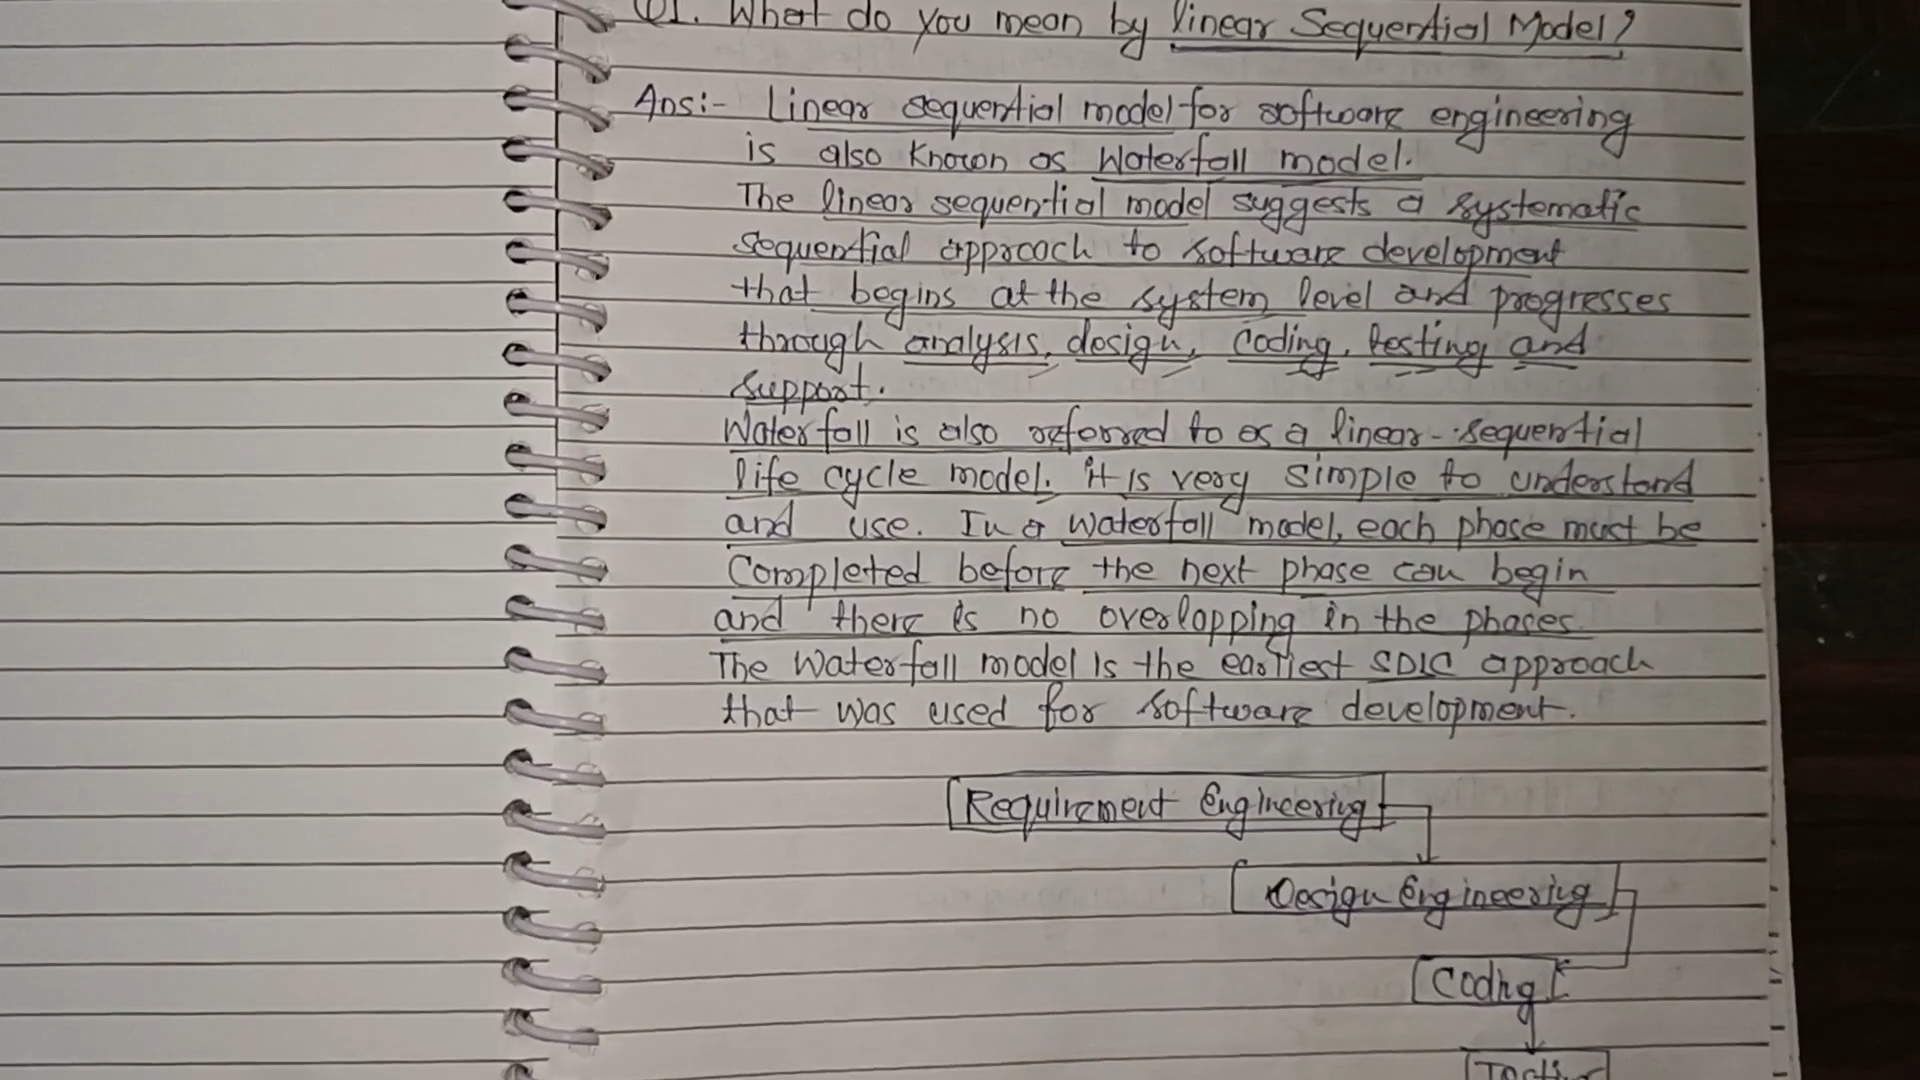 Q1. What do you mean by linear Sequential Model?
Ans:- Linear sequential model for software engineering
is also known as Waterfall model.
The linear sequential model suggests a systematic
sequential approach to software development
that begins at the system level and progresses
through analysis, design, coding, testing and
support.
Waterfall is also referred to as a linear-sequential
life cycle model. it is very simple to understand
and use. In a waterfall model, each phase must be
Completed before the next phase can begin
and there is no overlapping in the phases.
The Waterfall model is the earliest SDLC approach
that was used for software development.
Requirement Engineering
Design Engineering
Coding
Testing